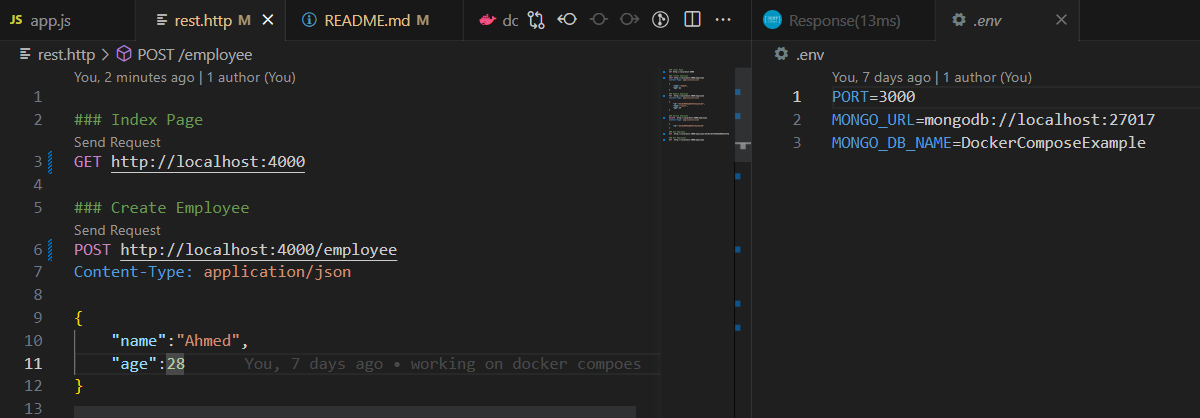 JS app.js
rest.http M
README.md M
dc
rest.http > POST /employee
You, 2 minutes ago | 1 author (You)
1
2 ### Index Page
Send Request
3 GET http://localhost:4000
4
5 ### Create Employee
Send Request
6 POST http://localhost:4000/employee
7 Content-Type: application/json
8
9 {
10 "name":"Ahmed",
11 "age":28 You, 7 days ago • working on docker compoes
12 }
13
Response(13ms)
.env
.env
You, 7 days ago | 1 author (You)
1 PORT=3000
2 MONGO_URL=mongodb://localhost:27017
3 MONGO_DB_NAME=DockerComposeExample